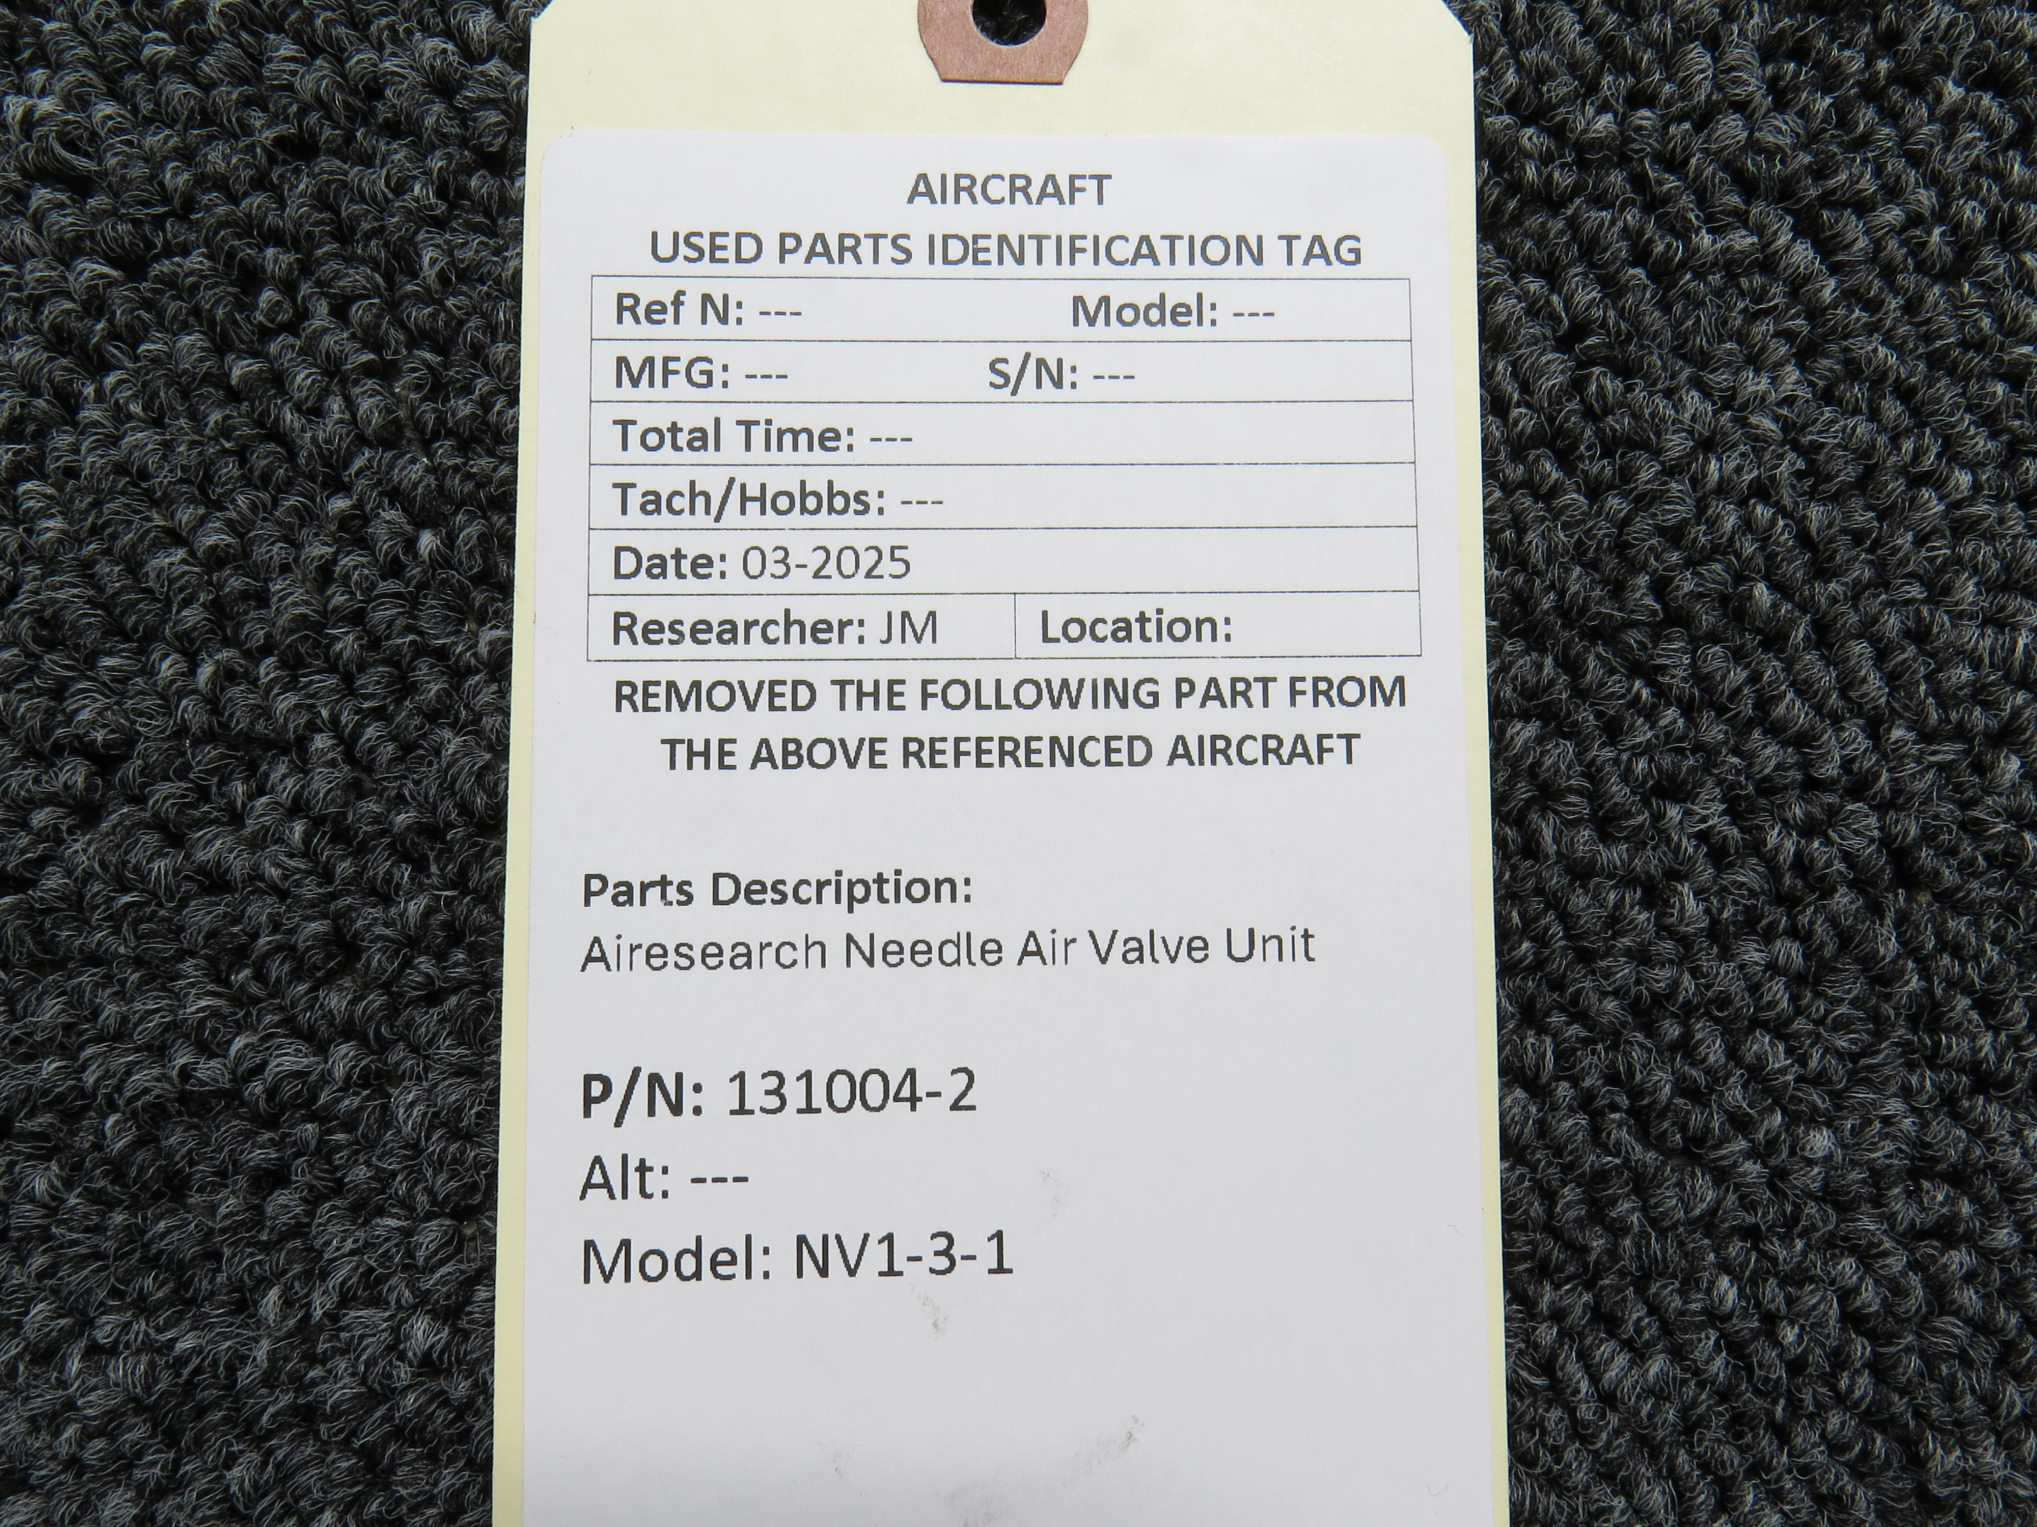 AIRCRAFT
USED PARTS IDENTIFICATION TAG
Ref N: --- Model: ---
MFG: --- S/N: ---
Total Time: ---
Tach/Hobbs: ---
Date: 03-2025
Researcher: JM Location:
REMOVED THE FOLLOWING PART FROM
THE ABOVE REFERENCED AIRCRAFT
Parts Description:
Airesearch Needle Air Valve Unit
P/N: 131004-2
Alt: ---
Model: NV1-3-1